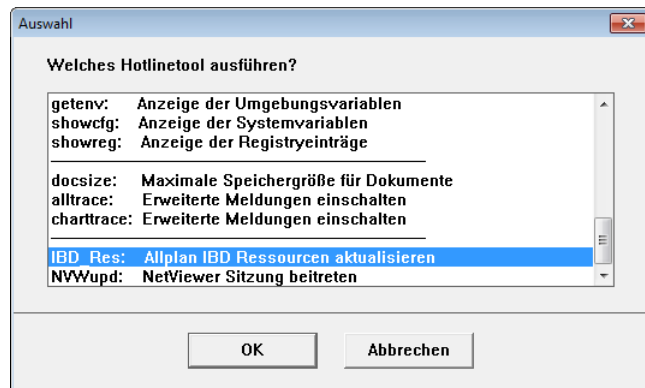 Auswahl
Welches Hotlinetool ausführen?
getenv: Anzeige der Umgebungsvariablen
showcfg: Anzeige der Systemvariablen
showreg: Anzeige der Registryeinträge
docsize: Maximale Speichergröße für Dokumente
alltrace: Erweiterte Meldungen einschalten
charttrace: Erweiterte Meldungen einschalten
IBD_Res: Allplan IBD Ressourcen aktualisieren
NVWupd: NetViewer Sitzung beitreten
OK Abbrechen